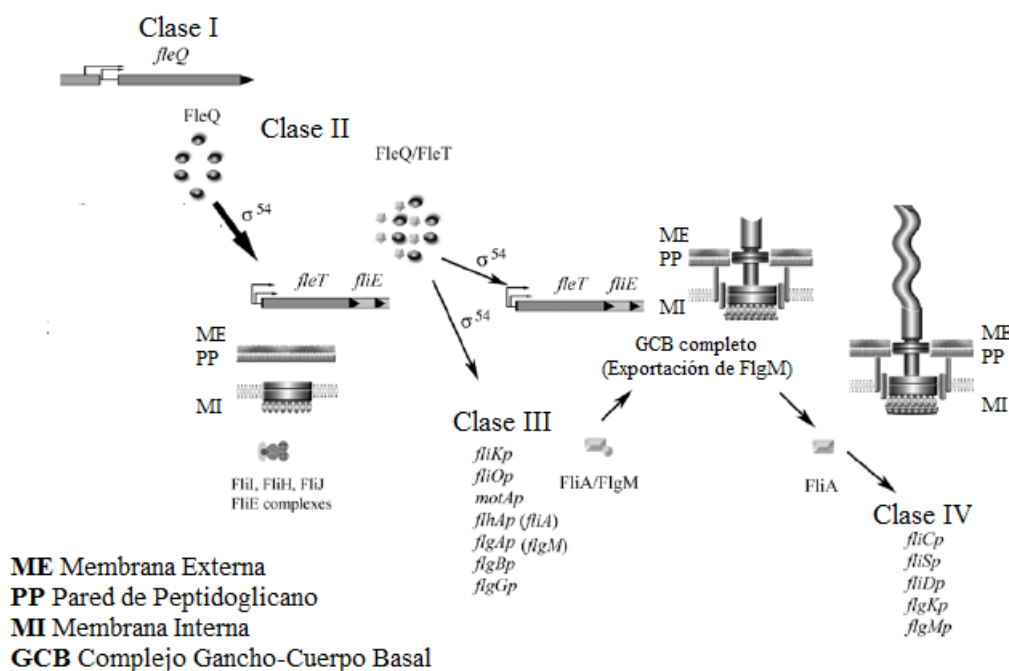 Clase I
fleQ
FleQ
Clase II
FleQ/FleT
σ 54
fleT fliE
ME
PP
MI
FliI, FliH, FliJ
FliE complexes
σ 54
σ 54
fleT fliE
Clase III
fliKp
fliOp
motAp
flhAp (fliA)
flgAp (flgM)
flgBp
flgGp
ME
PP
MI
GCB completo
(Exportación de FlgM)
FliA/FlgM
FliA
ME
PP
MI
Clase IV
fliCp
fliSp
fliDp
flgKp
flgMp
ME Membrana Externa
PP Pared de Peptidoglicano
MI Membrana Interna
GCB Complejo Gancho-Cuerpo Basal